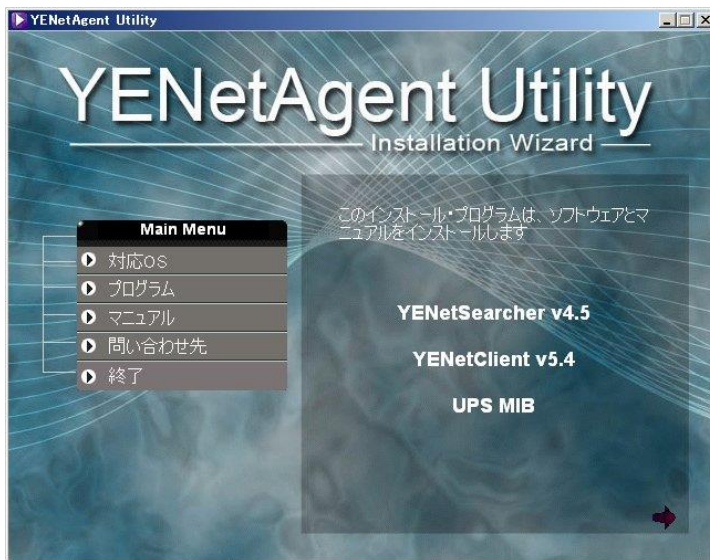 YENetAgent Utility
YENetAgent Utility
Installation Wizard
Main Menu
対応OS
プログラム
マニュアル
問い合わせ先
終了
このインストール・プログラムは、ソフトウェアとマ
ニュアルをインストールします
YENetSearcher v4.5
YENetClient v5.4
UPS MIB